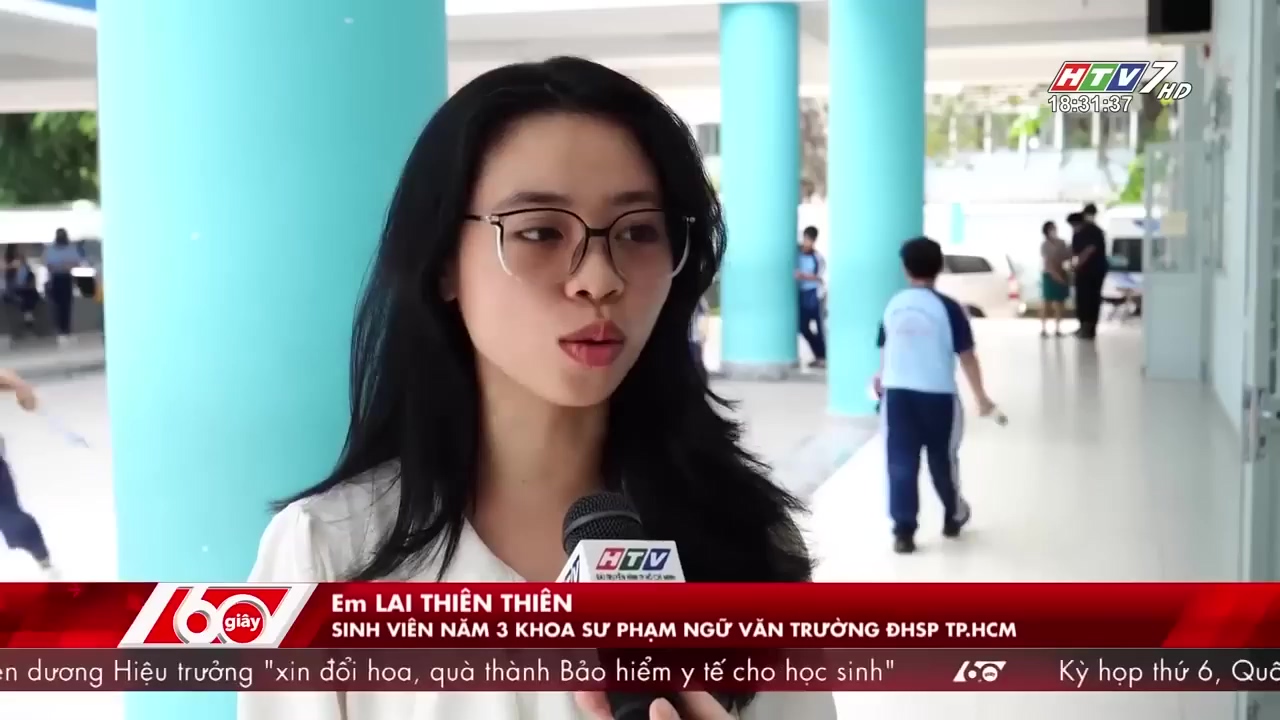 HTV7 HD
18:31:37
HTV
60 giây
Em LAI THIÊN THIÊN
SINH VIÊN NĂM 3 KHOA SƯ PHẠM NGỮ VĂN TRƯỜNG ĐHSP TP.HCM
dương Hiệu trưởng "xin đổi hoa, quà thành Bảo hiểm y tế cho học sinh" 60 giây Kỳ họp thứ 6,